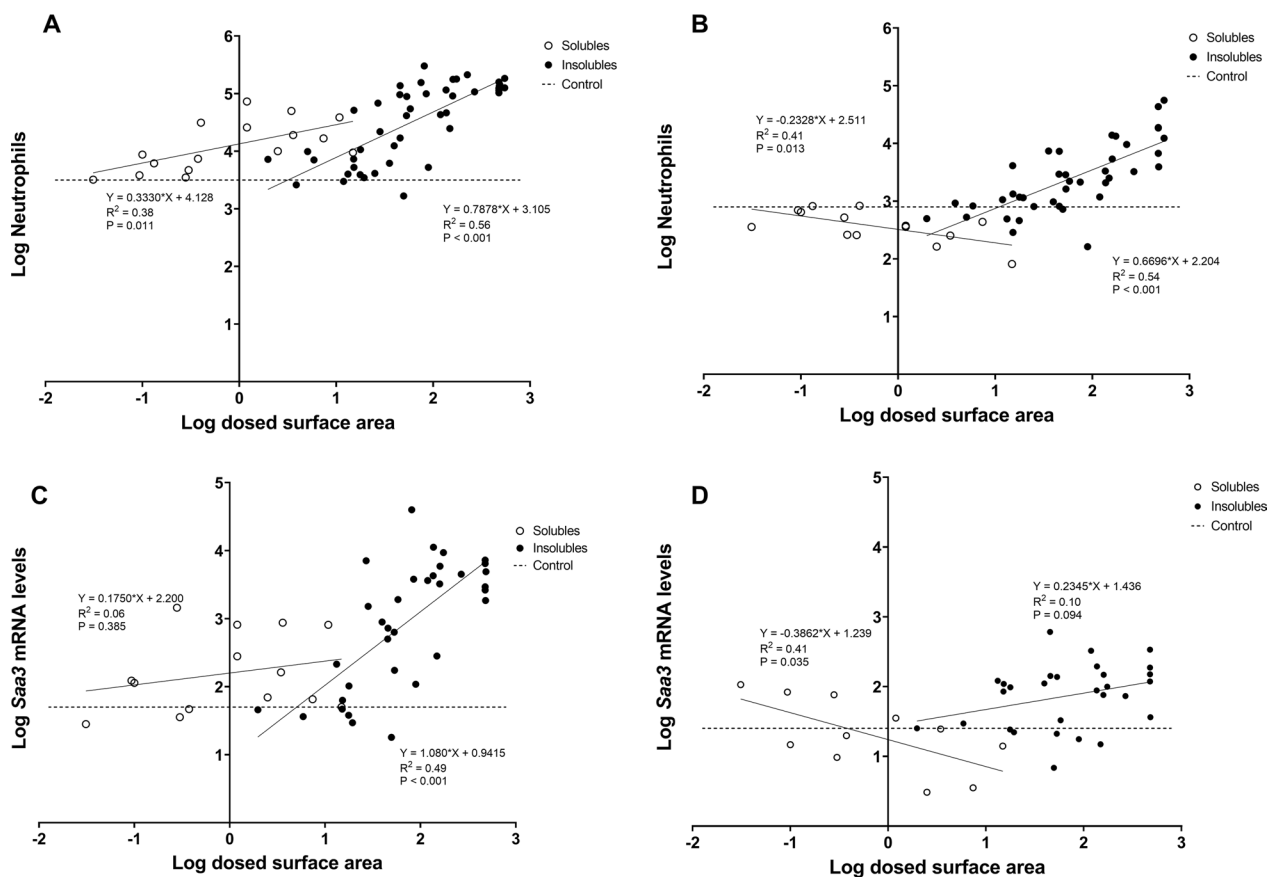 A
Log Neutrophils
6
5
4
3
2
1
-2
-1
0
1
2
3
Log dosed surface area
Solubles
Insolubles
Control
Y = 0.3330*X + 4.128
R² = 0.38
P = 0.011
Y = 0.7878*X + 3.105
R² = 0.56
P < 0.001
B
Log Neutrophils
6
5
4
3
2
1
-2
-1
0
1
2
3
Log dosed surface area
Solubles
Insolubles
Control
Y = -0.2328*X + 2.511
R² = 0.41
P = 0.013
Y = 0.6696*X + 2.204
R² = 0.54
P < 0.001
C
Log Saa3 mRNA levels
5
4
3
2
1
-2
-1
0
1
2
3
Log dosed surface area
Solubles
Insolubles
Control
Y = 0.1750*X + 2.200
R² = 0.06
P = 0.385
Y = 1.080*X + 0.9415
R² = 0.49
P < 0.001
D
Log Saa3 mRNA levels
5
4
3
2
1
-2
-1
0
1
2
3
Log dosed surface area
Solubles
Insolubles
Control
Y = -0.3862*X + 1.239
R² = 0.41
P = 0.035
Y = 0.2345*X + 1.436
R² = 0.10
P = 0.094